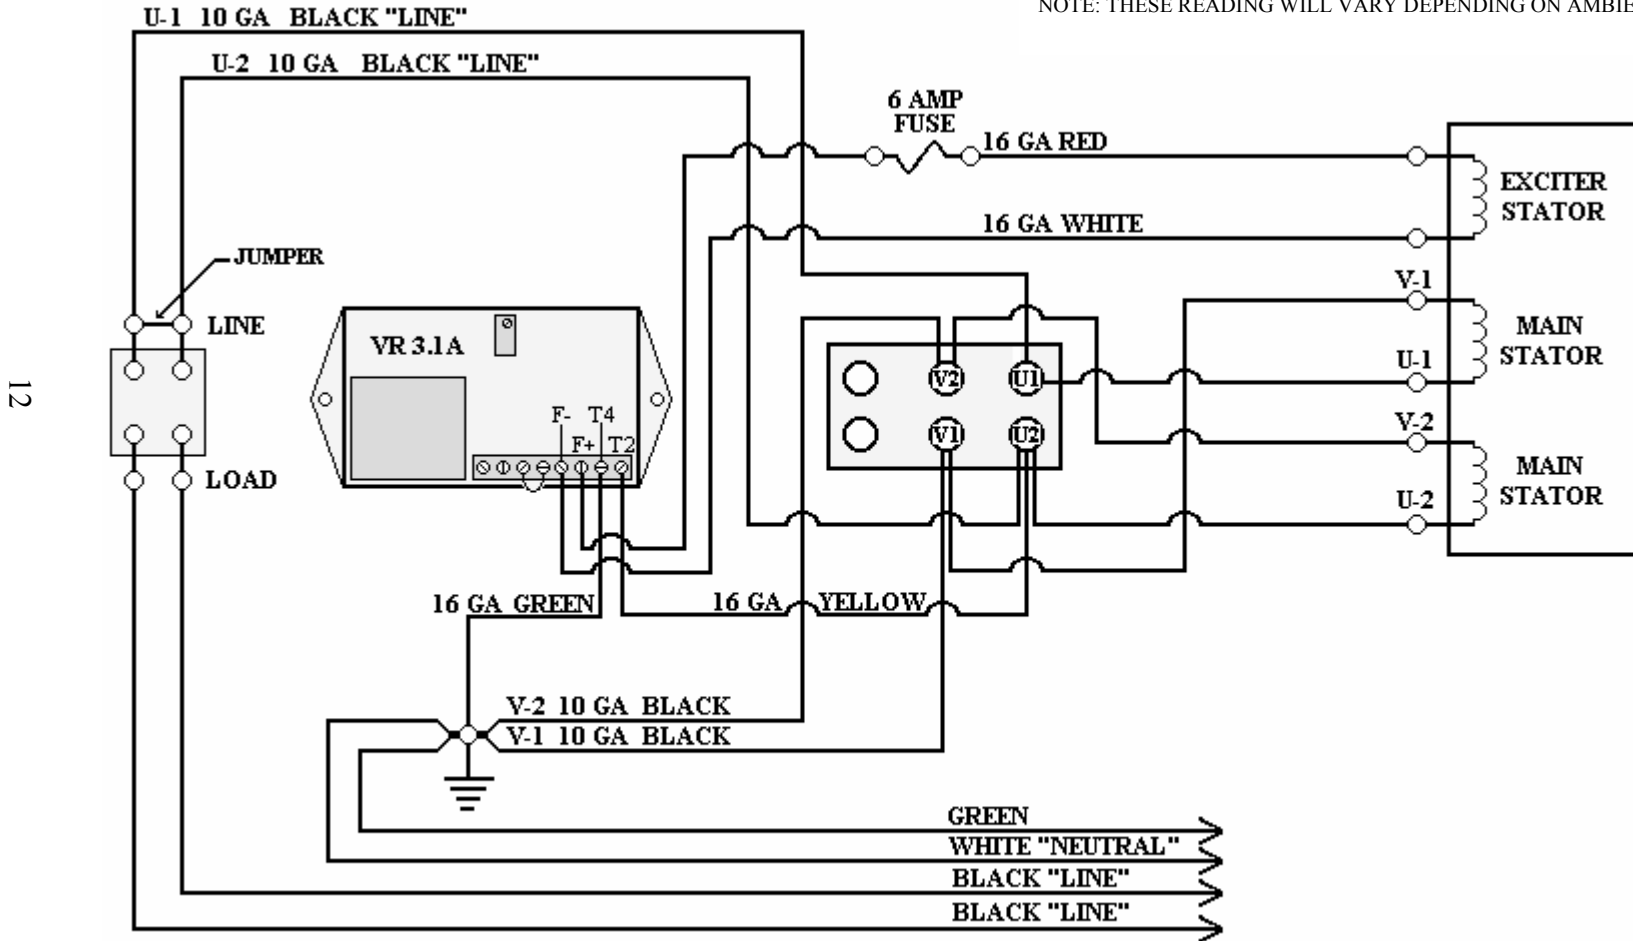 NOTE: THESE READING WILL VARY DEPENDING ON AMBIE
U-1 10 GA BLACK "LINE"
U-2 10 GA BLACK "LINE"
6 AMP
FUSE
16 GA RED
EXCITER
STATOR
16 GA WHITE
JUMPER
V-1
LINE
MAIN
STATOR
VR 3.1A
U-1
V2
U1
12
F-
T4
V-2
F+
T2
V1
U2
MAIN
STATOR
LOAD
U-2
16 GA GREEN
16 GA YELLOW
V-2 10 GA BLACK
V-1 10 GA BLACK
GREEN
WHITE "NEUTRAL"
BLACK "LINE"
BLACK "LINE"